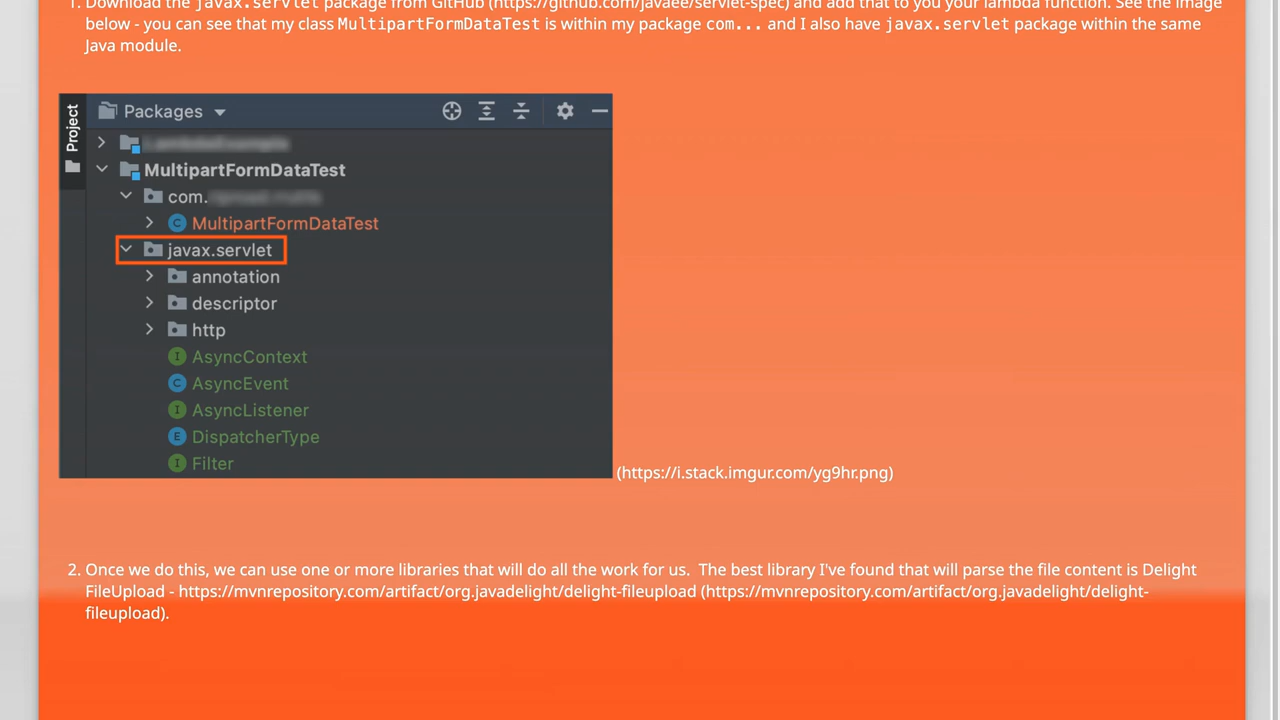 1. Download the javax.servlet package from GitHub (https://github.com/javaee/servlet-spec) and add that to you your lambda function. See the image
below - you can see that my class MultipartFormDataTest is within my package com... and I also have javax.servlet package within the same
Java module.
Project
Packages
MultipartFormDataTest
com.
MultipartFormDataTest
javax.servlet
annotation
descriptor
http
AsyncContext
AsyncEvent
AsyncListener
DispatcherType
Filter
(https://i.stack.imgur.com/yg9hr.png)
2. Once we do this, we can use one or more libraries that will do all the work for us.  The best library I've found that will parse the file content is Delight
FileUpload - https://mvnrepository.com/artifact/org.javadelight/delight-fileupload (https://mvnrepository.com/artifact/org.javadelight/delight-
fileupload).